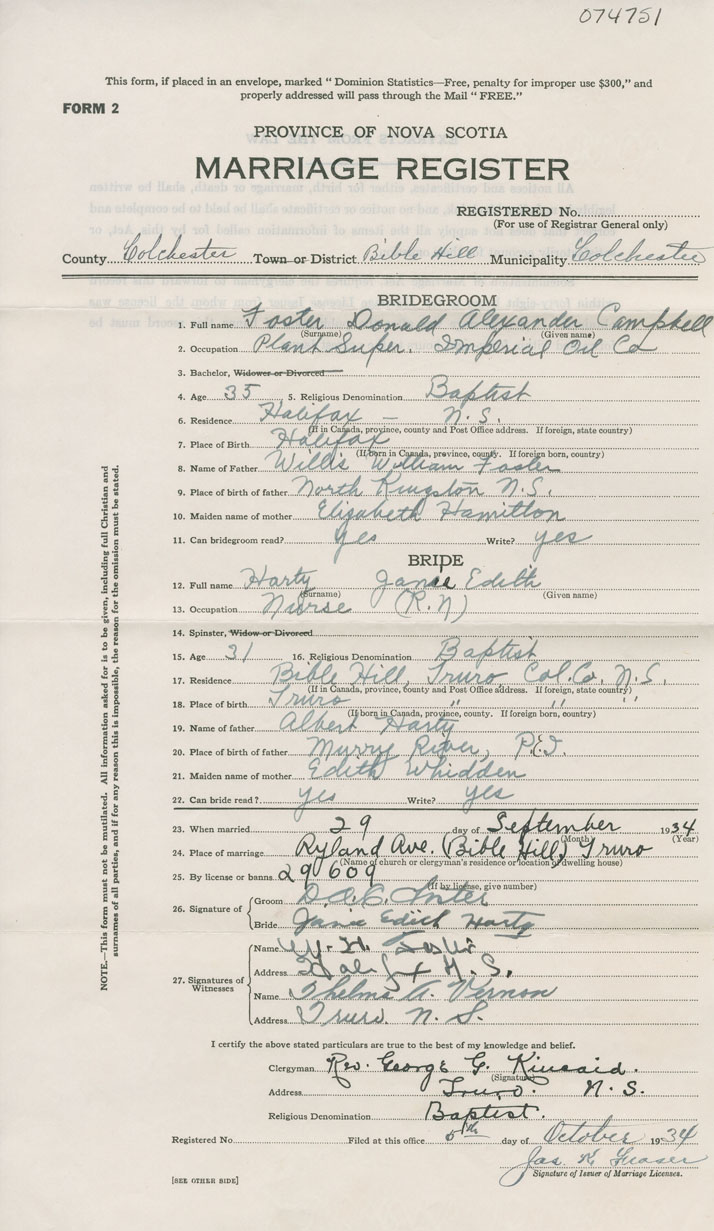 074751
This form, if placed in an envelope, marked " Dominion Statistics—Free, penalty for improper use $300," and
properly addressed will pass through the Mail " FREE."
FORM 2
PROVINCE OF NOVA SCOTIA
MARRIAGE REGISTER
REGISTERED No.
(For use of Registrar General only)
County Colchester Town or District Bible Hill Municipality Colchester
BRIDEGROOM
1. Full name Foster Donald Alexander Campbell
(Surname) (Given name)
2. Occupation Plant Super. Imperial Oil Co
3. Bachelor, Widower or Divorced
4. Age 35 5. Religious Denomination Baptist
6. Residence Halifax - N.S.
(If in Canada, province, county and Post Office address. If foreign, state country)
7. Place of Birth Halifax
(If born in Canada, province, county. If foreign born, country)
8. Name of Father Willis William Foster
9. Place of birth of father North Kingston N.S.
10. Maiden name of mother Elizabeth Hamilton
11. Can bridegroom read? yes Write? yes
BRIDE
12. Full name Harty Janie Edith
(Surname) (Given name)
13. Occupation Nurse (R.N)
14. Spinster, Widow or Divorced
15. Age 31 16. Religious Denomination Baptist
17. Residence Bible Hill, Truro Col. Co. N.S.
(If in Canada, province, county and Post Office address. If foreign, state country)
18. Place of birth Truro " " "
(If born in Canada, province, county. If foreign born, country)
19. Name of father Albert Harty
20. Place of birth of father Murry River, P.E.I.
21. Maiden name of mother Edith Whidden
22. Can bride read? yes Write? yes
23. When married 29 day of September 1934
(Month) (Year)
24. Place of marriage Ryland Ave. (Bible Hill) Truro
(Name of church or clergyman's residence or location of dwelling house)
25. By license or banns 29609
(If by license, give number)
26. Signature of Groom D.A.C. Foster
Bride Janie Edith Harty
27. Signatures of Witnesses
Name W. H.
Address Halifax N.S.
Name Thelma A. Vernon
Address Truro. N. S.
I certify the above stated particulars are true to the best of my knowledge and belief.
Clergyman Rev. George G. Kincaid.
(Signature)
Address Truro. N. S.
Religious Denomination Baptist.
Registered No. Filed at this office 5th day of October 1934
Jas. K. Fraser
Signature of Issuer of Marriage Licenses.
[SEE OTHER SIDE]
NOTE.—This form must not be mutilated. All information asked for is to be given, including full Christian and
surnames of all parties, and if for any reason this is impossible, the reason for the omission must be stated.